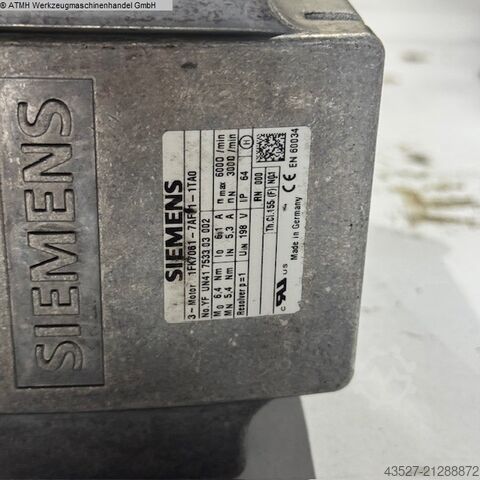 © ATMH Werkzeugmaschinenhandel GmbH
SIEMENS
SIEMENS
3~Motor 1FK7061-7AF71-1TA0
No.YF UN41 7533 03 002
M0 6,4 Nm I0 6,1 A n max 6000 /min
MN 5,4 Nm IN 5,3 A nN 3000 /min
UIN 198 V IP 64 H
Resolver p=1 RN 000
Th.Cl.155 (F)
CE EN 60034
Made in Germany
c US
43527-21288872